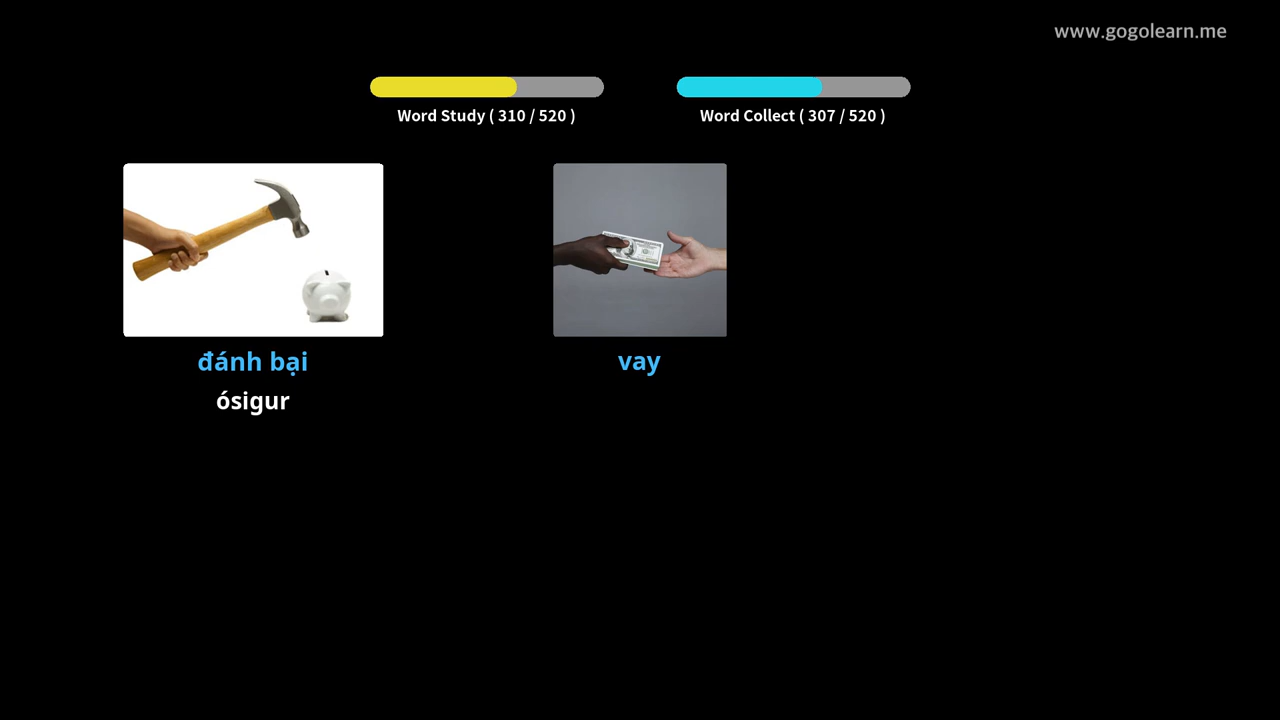 www.gogolearn.me
Word Study ( 310 / 520 )
Word Collect ( 307 / 520 )
đánh bại
ósigur
vay